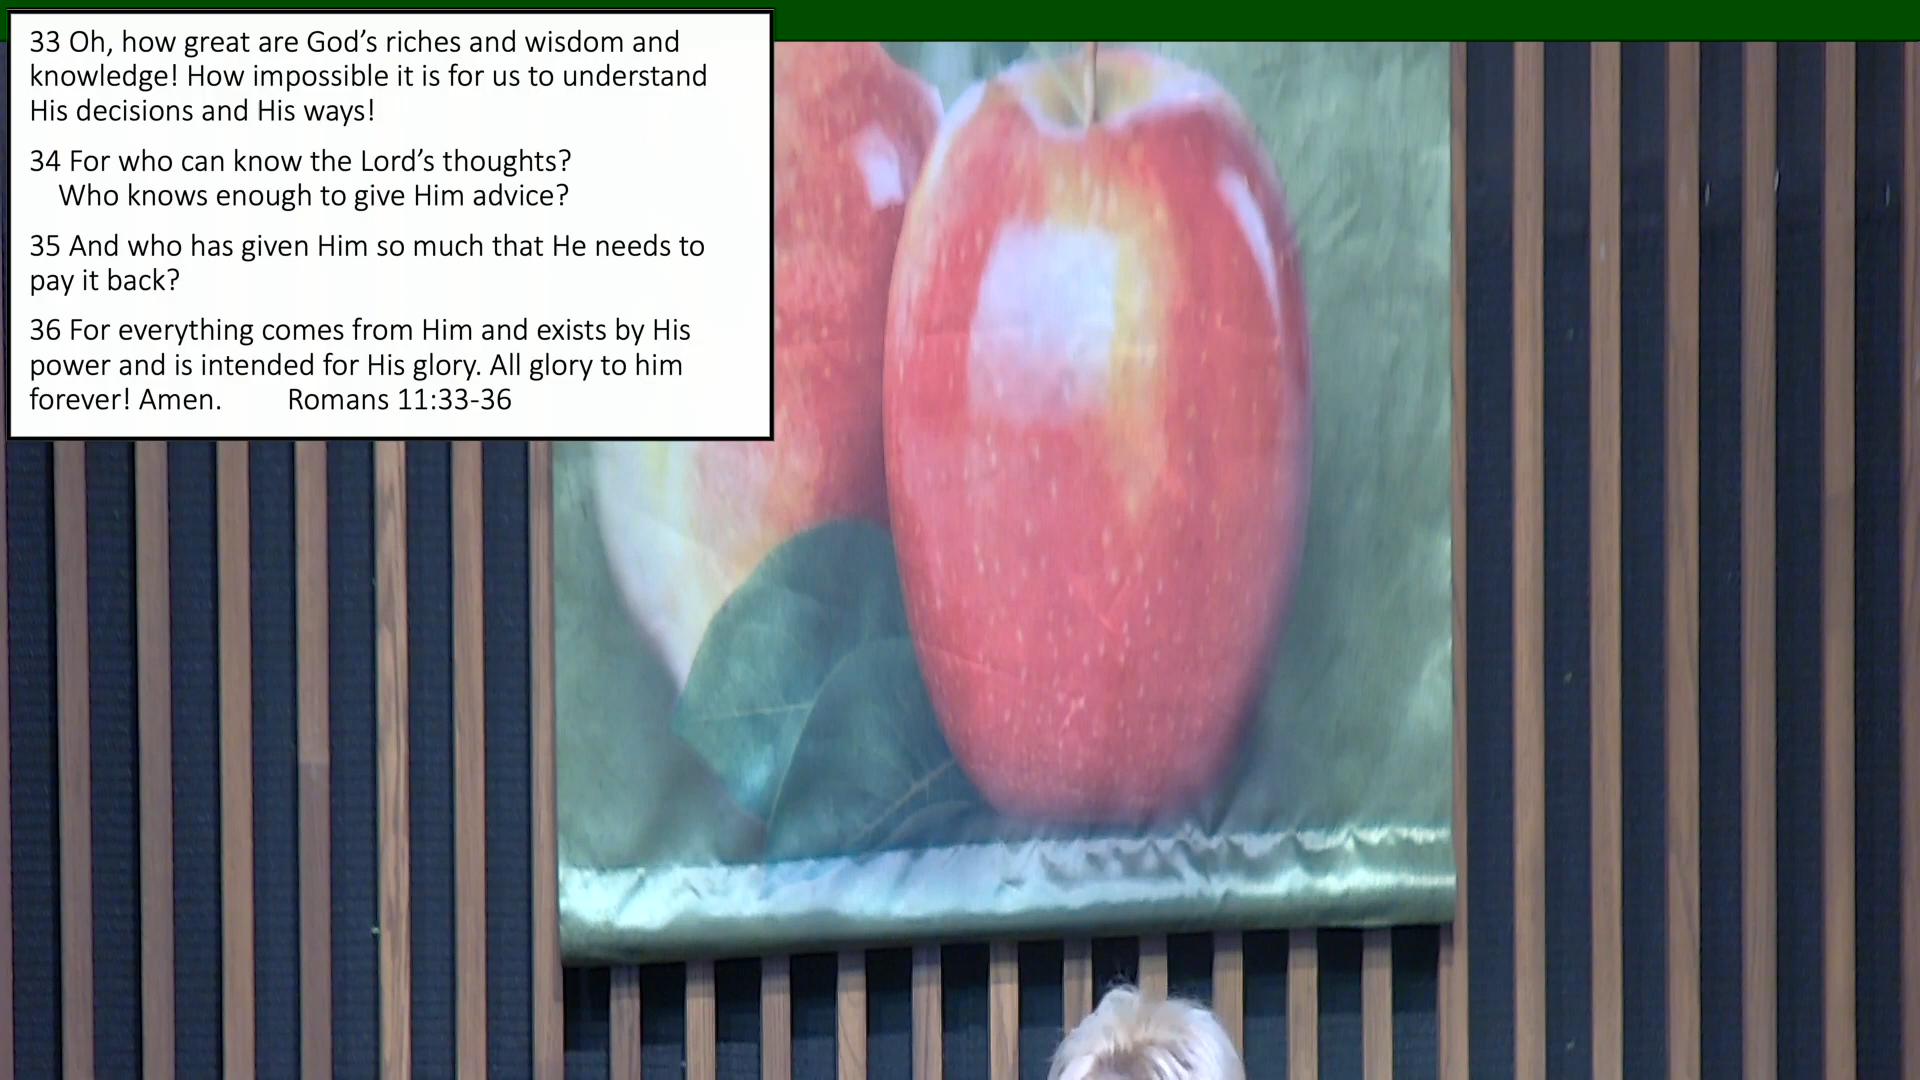 33 Oh, how great are God’s riches and wisdom and
knowledge! How impossible it is for us to understand
His decisions and His ways!
34 For who can know the Lord’s thoughts?
Who knows enough to give Him advice?
35 And who has given Him so much that He needs to
pay it back?
36 For everything comes from Him and exists by His
power and is intended for His glory. All glory to him
forever! Amen. Romans 11:33-36